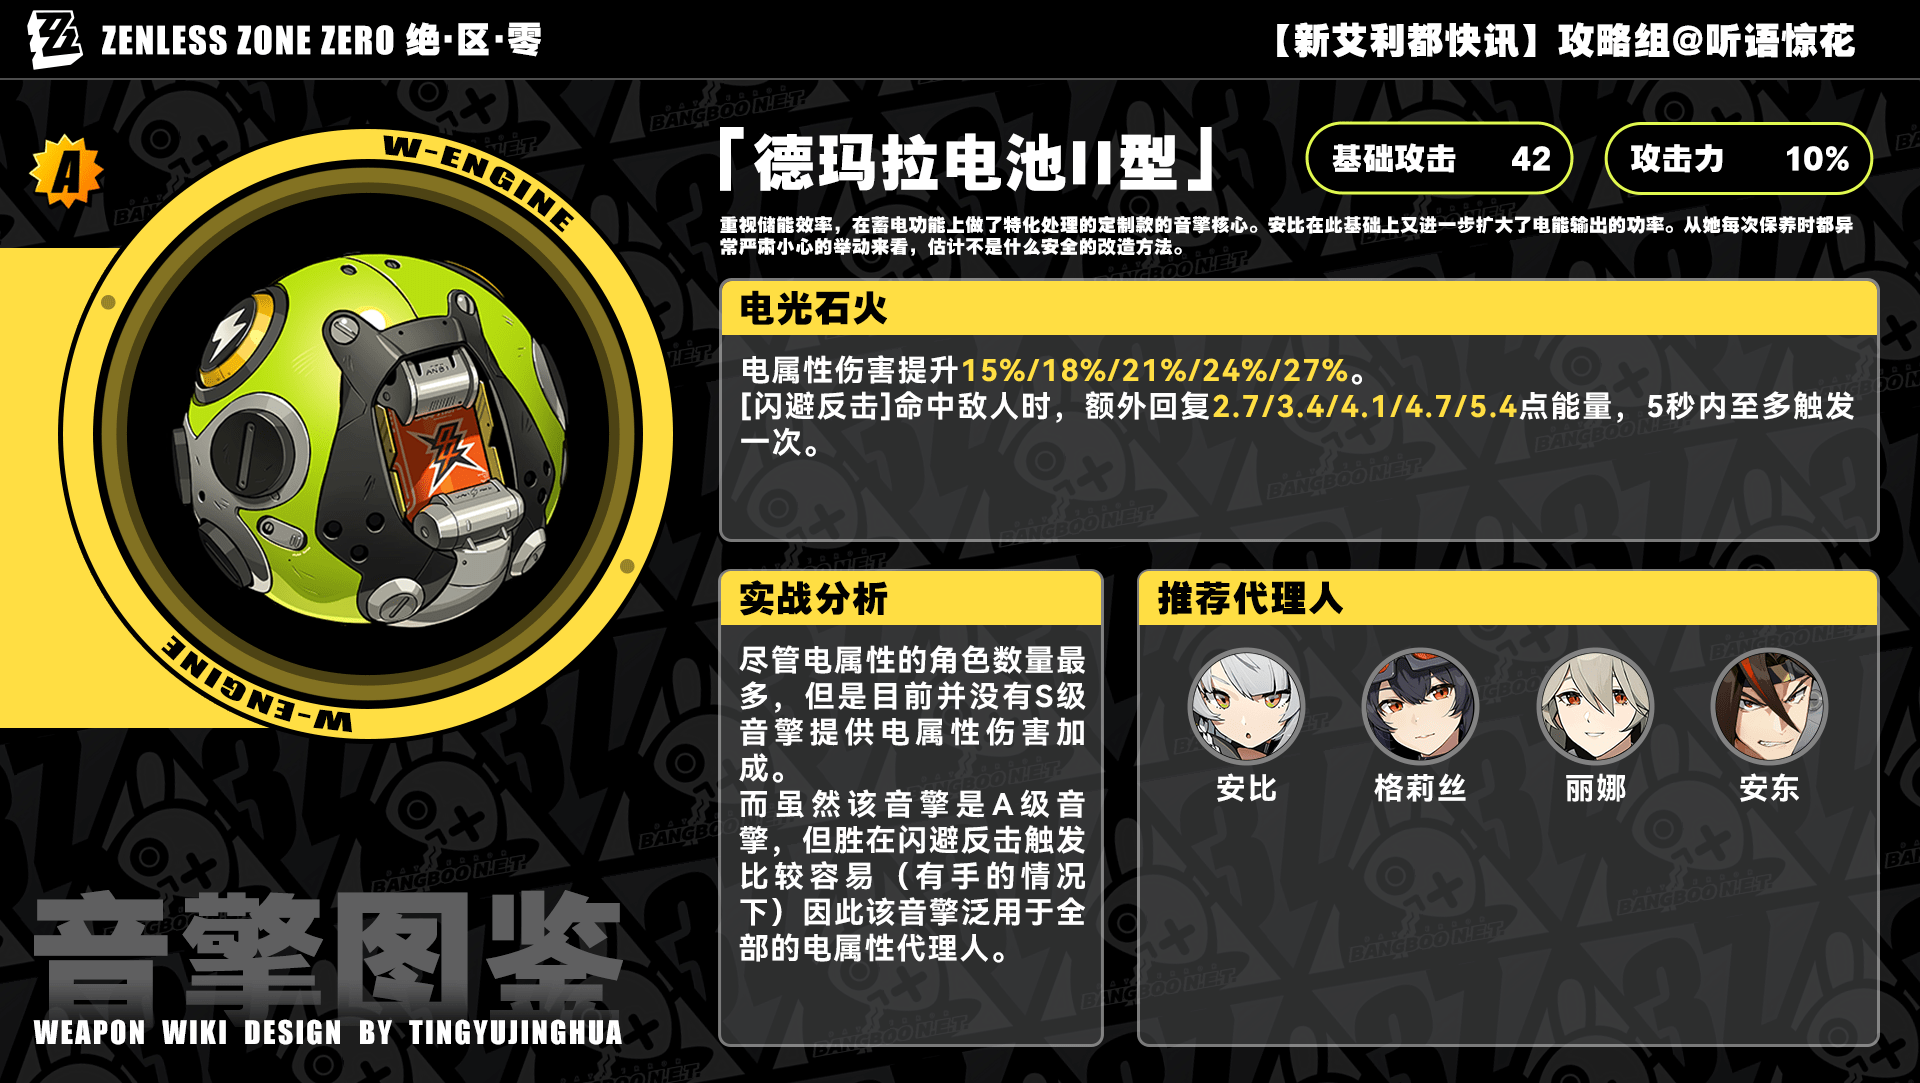 ZENLESS ZONE ZERO 绝·区·零
【新艾利都快讯】攻略组@听语惊花
A
W-ENGINE
W-ENGINE
「德玛拉电池II型」
基础攻击 42
攻击力 10%
重视储能效率，在蓄电功能上做了特化处理的定制款的音擎核心。安比在此基础上又进一步扩大了电能输出的功率。从她每次保养时都异
常严肃小心的举动来看，估计不是什么安全的改造方法。
电光石火
电属性伤害提升15%/18%/21%/24%/27%。
[闪避反击]命中敌人时，额外回复2.7/3.4/4.1/4.7/5.4点能量，5秒内至多触发
一次。
实战分析
尽管电属性的角色数量最
多，但是目前并没有S级
音擎提供电属性伤害加
成。
而虽然该音擎是A级音
擎，但胜在闪避反击触发
比较容易（有手的情况
下）因此该音擎泛用于全
部的电属性代理人。
推荐代理人
安比
格莉丝
丽娜
安东
音擎图鉴
WEAPON WIKI DESIGN BY TINGYUJINGHUA
BANGBOO N.E.T